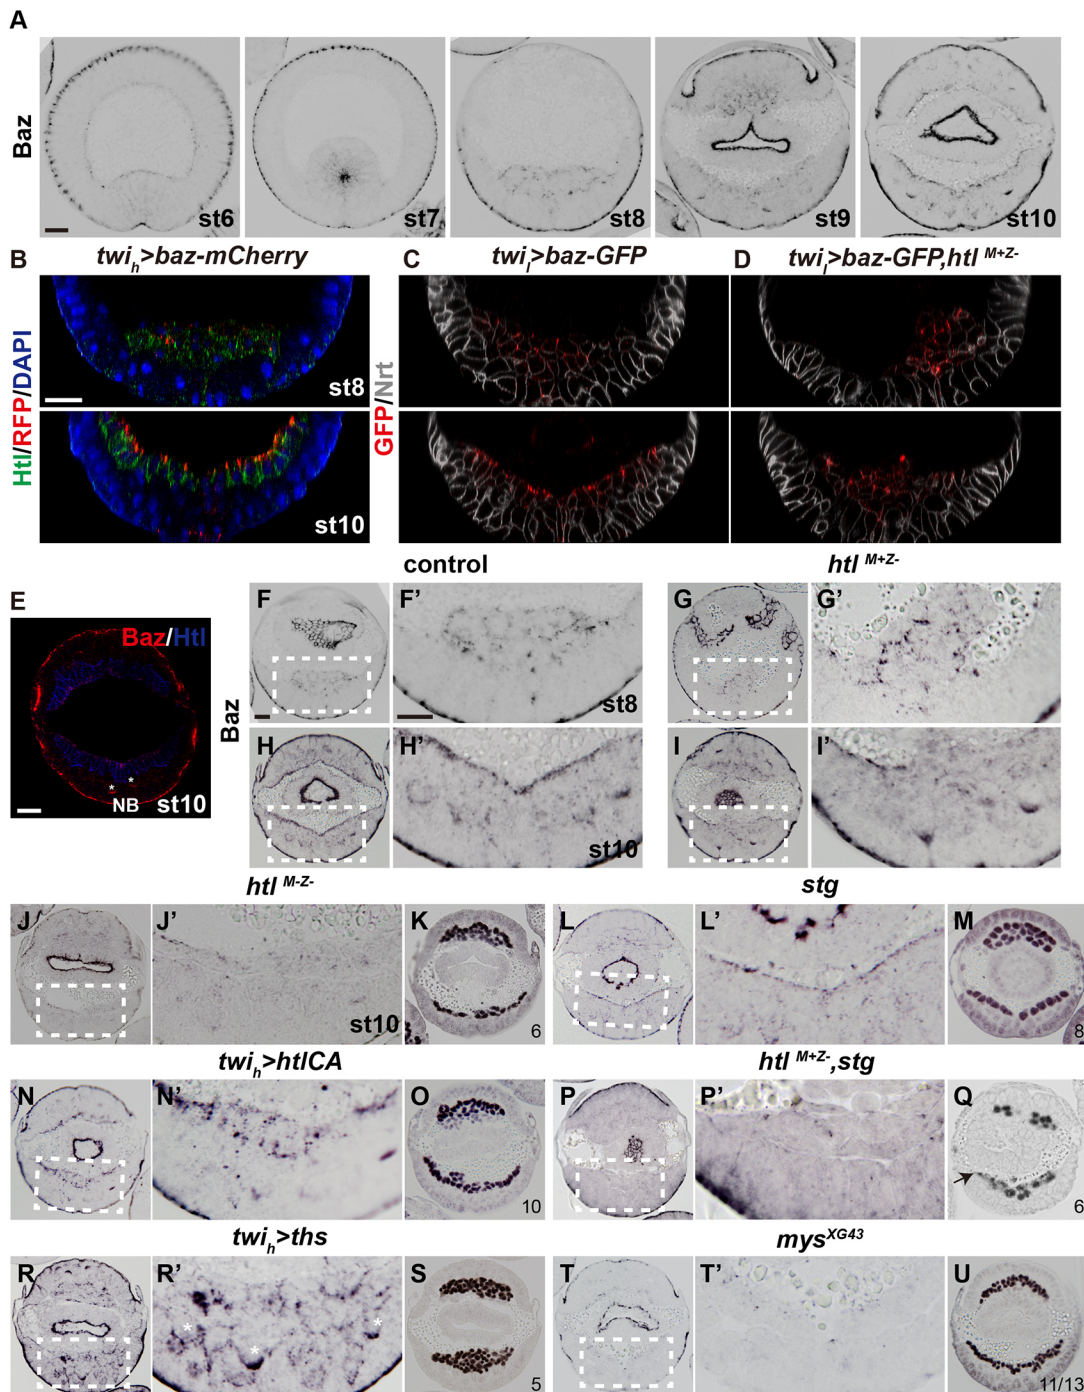 A
Baz
st6 st7 st8 st9 st10
B twih>baz-mCherry C twil>baz-GFP D twil>baz-GFP,htl M+Z-
Htl/RFP/DAPI
st8
st10
GFP/Nrt
control htl M+Z-
E Baz/Htl
* *
NB
st10
Baz
F F’ st8 G G’
H H’ st10 I I’
htl M-Z- stg
J J’ st10 K 6 L L’ M 8
twih>htlCA htl M+Z-,stg
N N’ O 10 P P’ Q 6
twih>ths mysXG43
R R’ * * * S 5 T T’ U 11/13